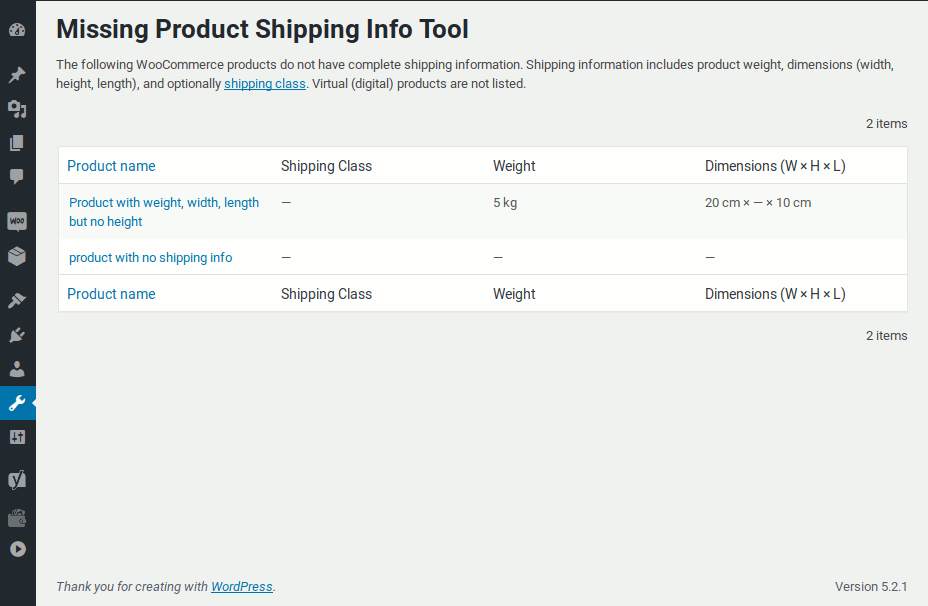 Missing Product Shipping Info Tool
The following WooCommerce products do not have complete shipping information. Shipping information includes product weight, dimensions (width,
height, length), and optionally shipping class. Virtual (digital) products are not listed.
2 items
Product name Shipping Class Weight Dimensions (W × H × L)
Product with weight, width, length — 5 kg 20 cm × — × 10 cm
but no height
product with no shipping info — — —
Product name Shipping Class Weight Dimensions (W × H × L)
2 items
WOO
Thank you for creating with WordPress. Version 5.2.1